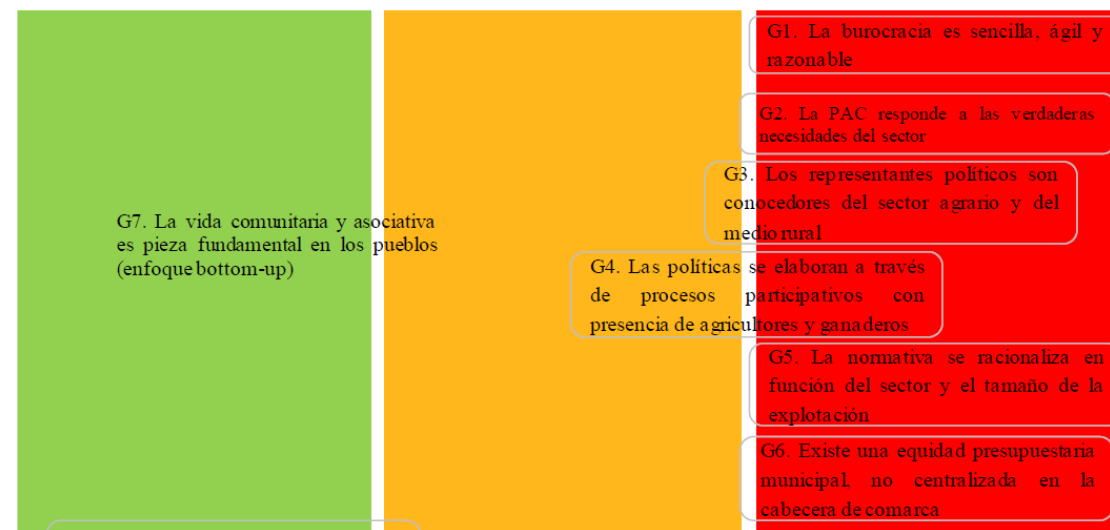 G1. La burocracia es sencilla, ágil y
razonable
G2. La PAC responde a las verdaderas
necesidades del sector
G3. Los representantes políticos son
conocedores del sector agrario y del
medio rural
G7. La vida comunitaria y asociativa
es pieza fundamental en los pueblos
(enfoque bottom-up)
G4. Las políticas se elaboran a través
de procesos participativos con
presencia de agricultores y ganaderos
G5. La normativa se racionaliza en
función del sector y el tamaño de la
explotación
G6. Existe una equidad presupuestaria
municipal, no centralizada en la
cabecera de comarca